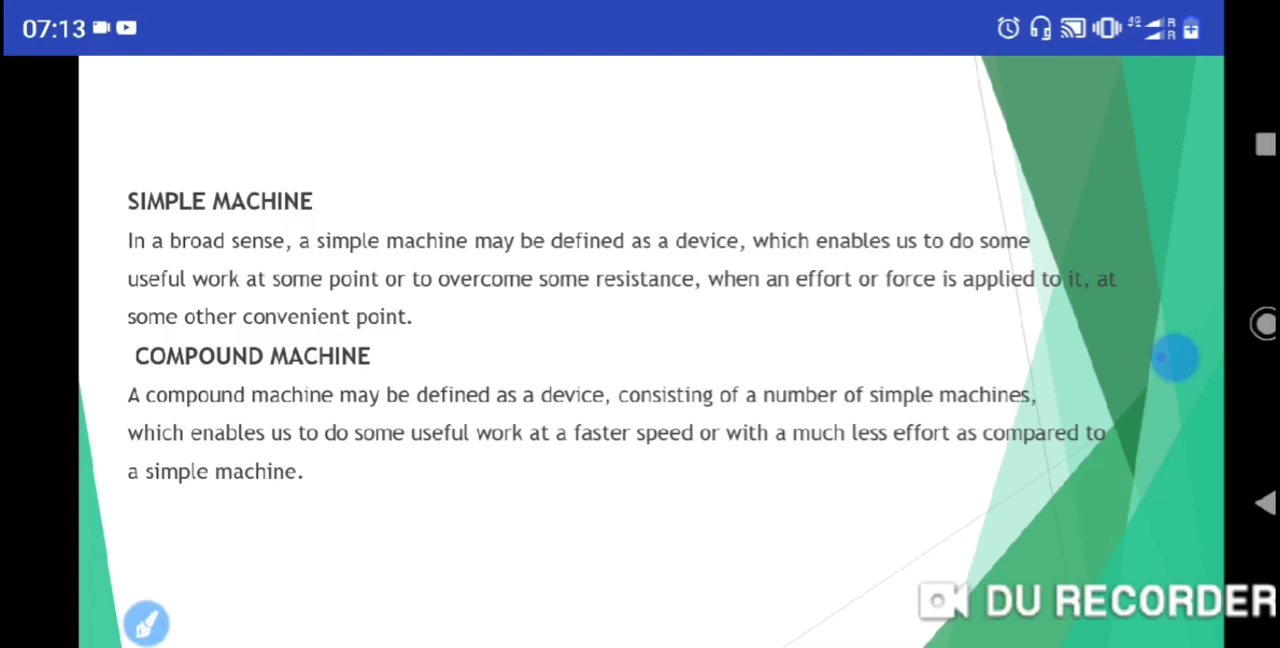 07:13
4G R
R
SIMPLE MACHINE
In a broad sense, a simple machine may be defined as a device, which enables us to do some
useful work at some point or to overcome some resistance, when an effort or force is applied to it, at
some other convenient point.
COMPOUND MACHINE
A compound machine may be defined as a device, consisting of a number of simple machines,
which enables us to do some useful work at a faster speed or with a much less effort as compared to
a simple machine.
DU RECORDER